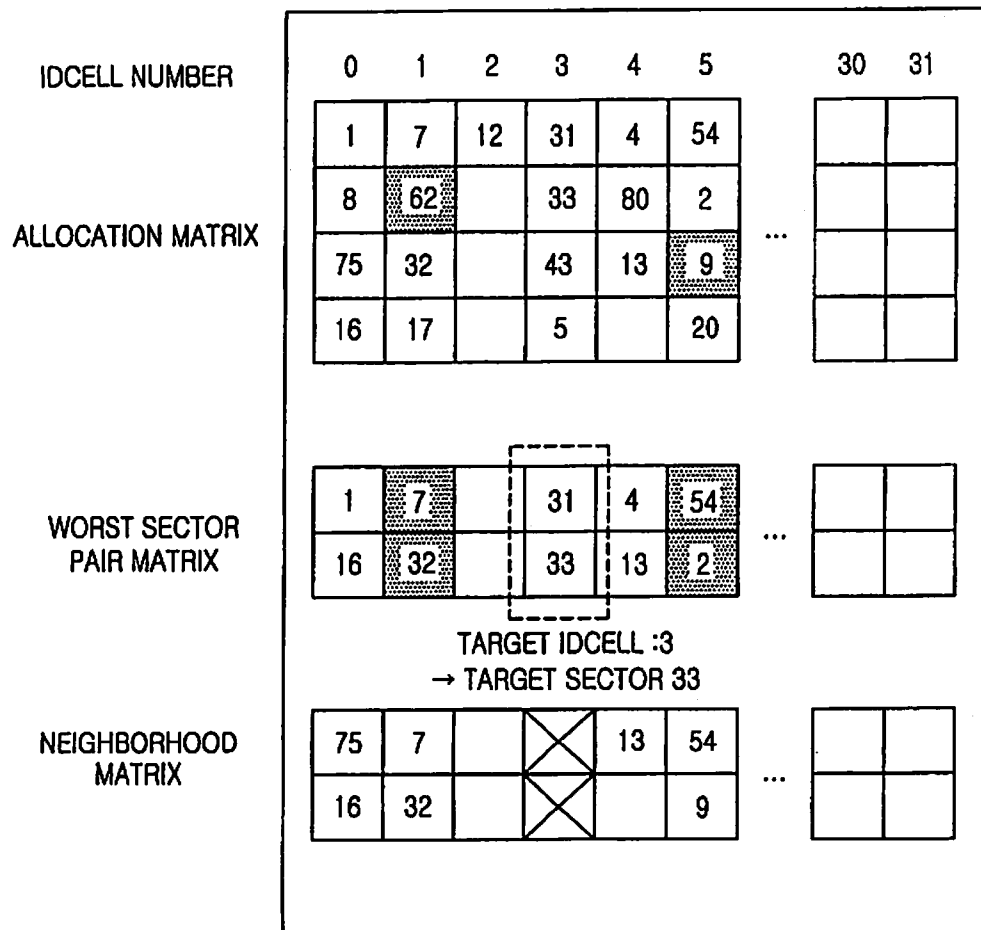 IDCELL NUMBER 0 1 2 3 4 5 30 31
1 7 12 31 4 54
8 62 33 80 2
ALLOCATION MATRIX ...
75 32 43 13 9
16 17 5 20
1 7 31 4 54
WORST SECTOR
PAIR MATRIX ...
16 32 33 13 2
TARGET IDCELL :3
→ TARGET SECTOR 33
NEIGHBORHOOD
MATRIX
75 7 13 54
...
16 32 9